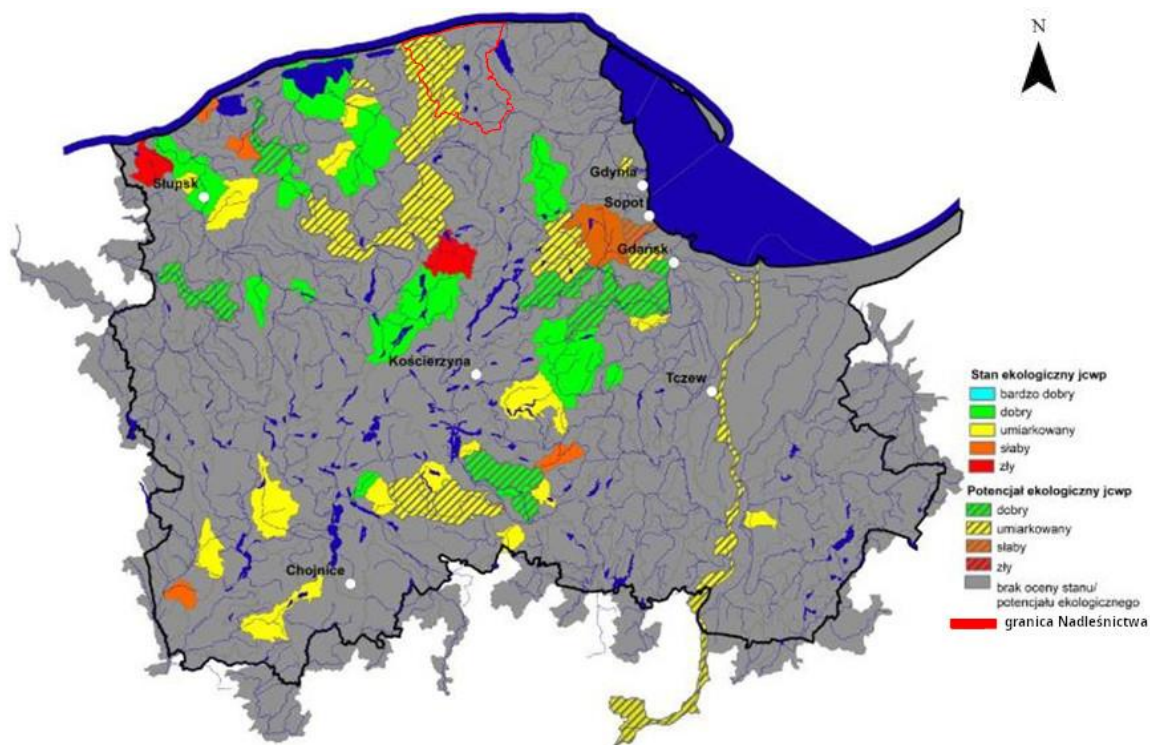 N
Słupsk
Gdynia
Sopot
Gdańsk
Kościerzyna
Tczew
Chojnice
Stan ekologiczny jcwp
bardzo dobry
dobry
umiarkowany
słaby
zły
Potencjał ekologiczny jcwp
dobry
umiarkowany
słaby
zły
brak oceny stanu/
potencjału ekologicznego
granica Nadleśnictwa